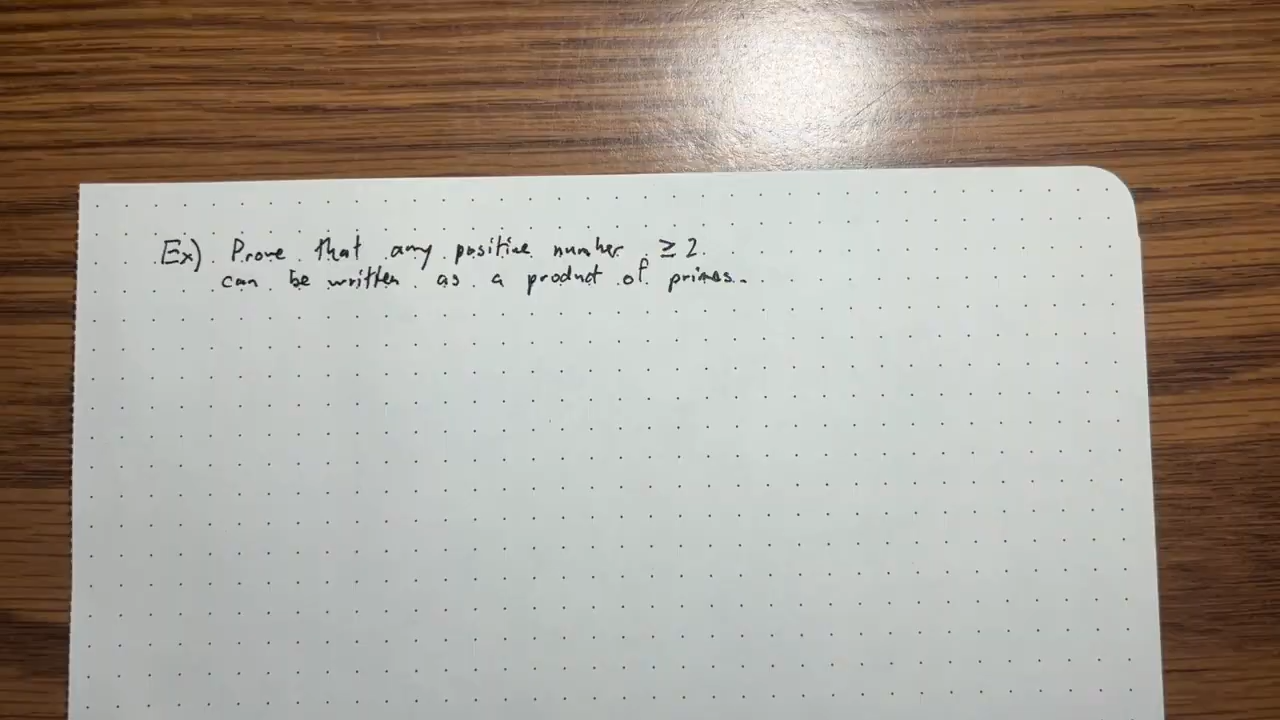 Ex) Prove that any positive number ≥ 2
can be written as a product of primes.